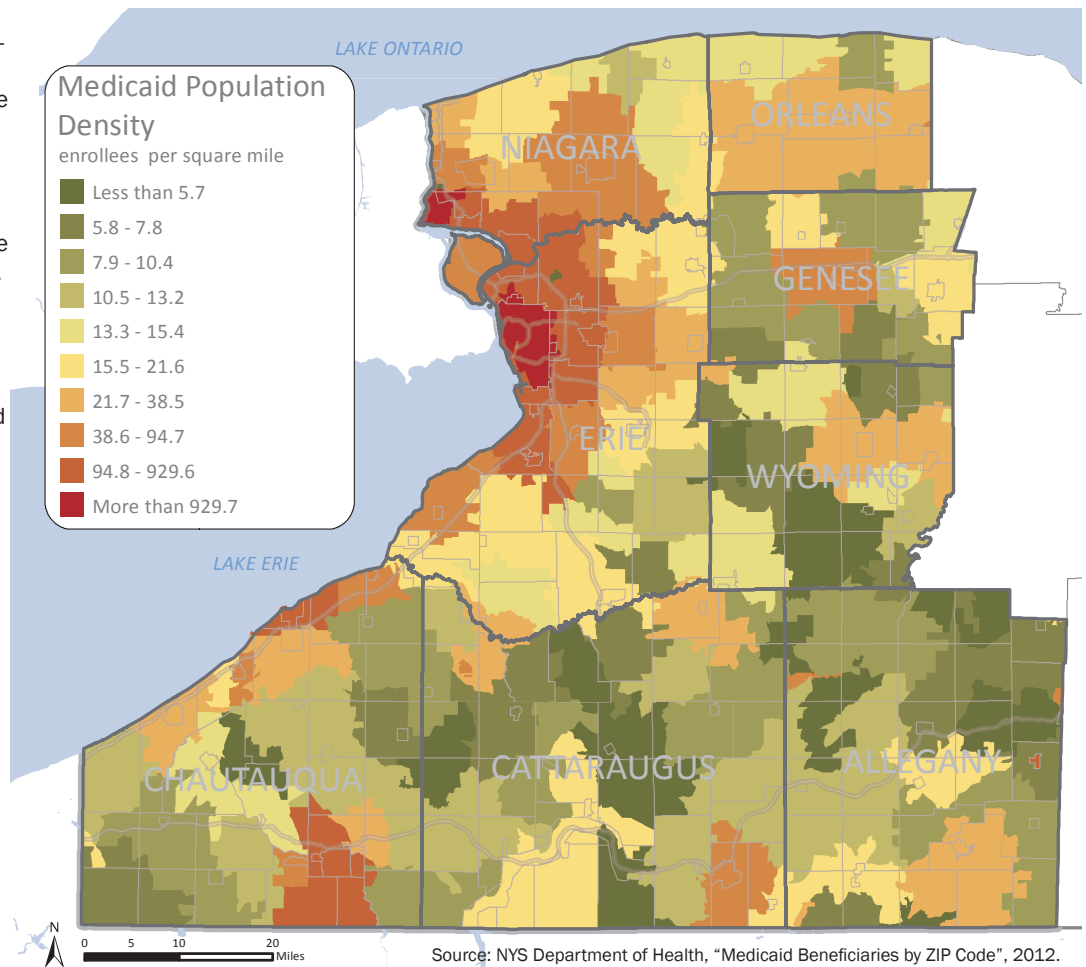 LAKE ONTARIO
Medicaid Population
Density
enrollees per square mile
Less than 5.7
5.8 - 7.8
7.9 - 10.4
10.5 - 13.2
13.3 - 15.4
15.5 - 21.6
21.7 - 38.5
38.6 - 94.7
94.8 - 929.6
More than 929.7
NIAGARA
ORLEANS
GENESEE
ERIE
WYOMING
LAKE ERIE
CHAUTAUQUA
CATTARAUGUS
ALLEGANY
N
0 5 10 20
Miles
Source: NYS Department of Health, "Medicaid Beneficiaries by ZIP Code", 2012.